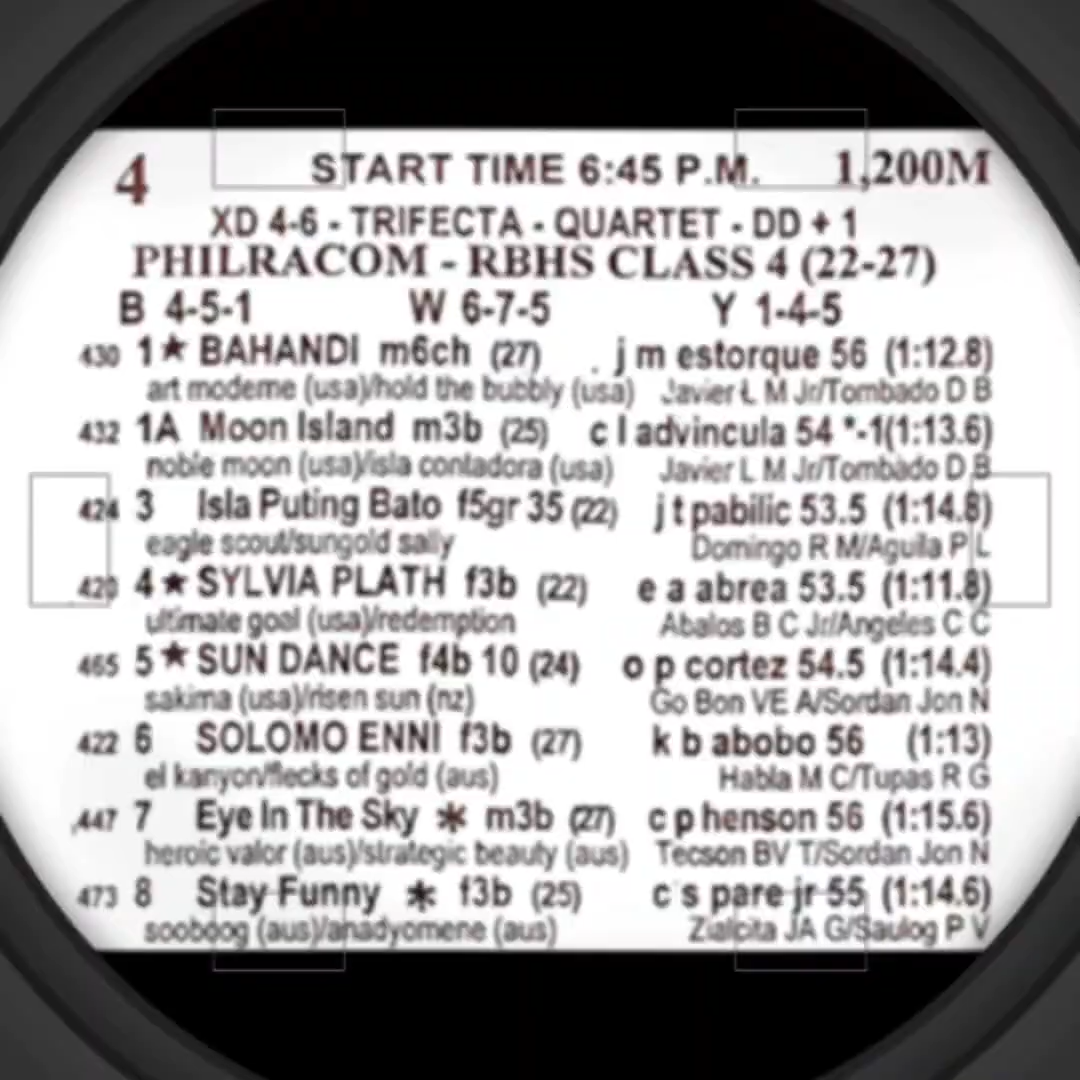 4 START TIME 6:45 P.M. 1,200M
XD 4-6 - TRIFECTA - QUARTET - DD + 1
PHILRACOM - RBHS CLASS 4 (22-27)
B 4-5-1 W 6-7-5 Y 1-4-5
430 1★ BAHANDI m6ch (27) j m estorque 56 (1:12.8)
art moderne (usa)/hold the bubbly (usa) Javier L M Jr/Tombado D B
432 1A Moon Island m3b (25) c l advincula 54 *-1(1:13.6)
noble moon (usa)/isla contadora (usa) Javier L M Jr/Tombado D B
424 3 Isla Puting Bato f5gr 35 (22) j t pabilic 53.5 (1:14.8)
eagle scout/sungold sally Domingo R M/Aguila P L
420 4★ SYLVIA PLATH f3b (22) e a abrea 53.5 (1:11.8)
ultimate goal (usa)/redemption Abalos B C Jr/Angeles C C
465 5★ SUN DANCE f4b 10 (24) o p cortez 54.5 (1:14.4)
sakima (usa)/risen sun (nz) Go Bon VE A/Sordan Jon N
422 6 SOLOMO ENNI f3b (27) k b abobo 56 (1:13)
el kanyon/flecks of gold (aus) Habla M C/Tupas R G
447 7 Eye In The Sky * m3b (27) c p henson 56 (1:15.6)
heroic valor (aus)/strategic beauty (aus) Tecson BV T/Sordan Jon N
473 8 Stay Funny * f3b (25) c s pare jr 55 (1:14.6)
sooboog (aus)/anadyomene (aus) Zialcita JA G/Saulog P V